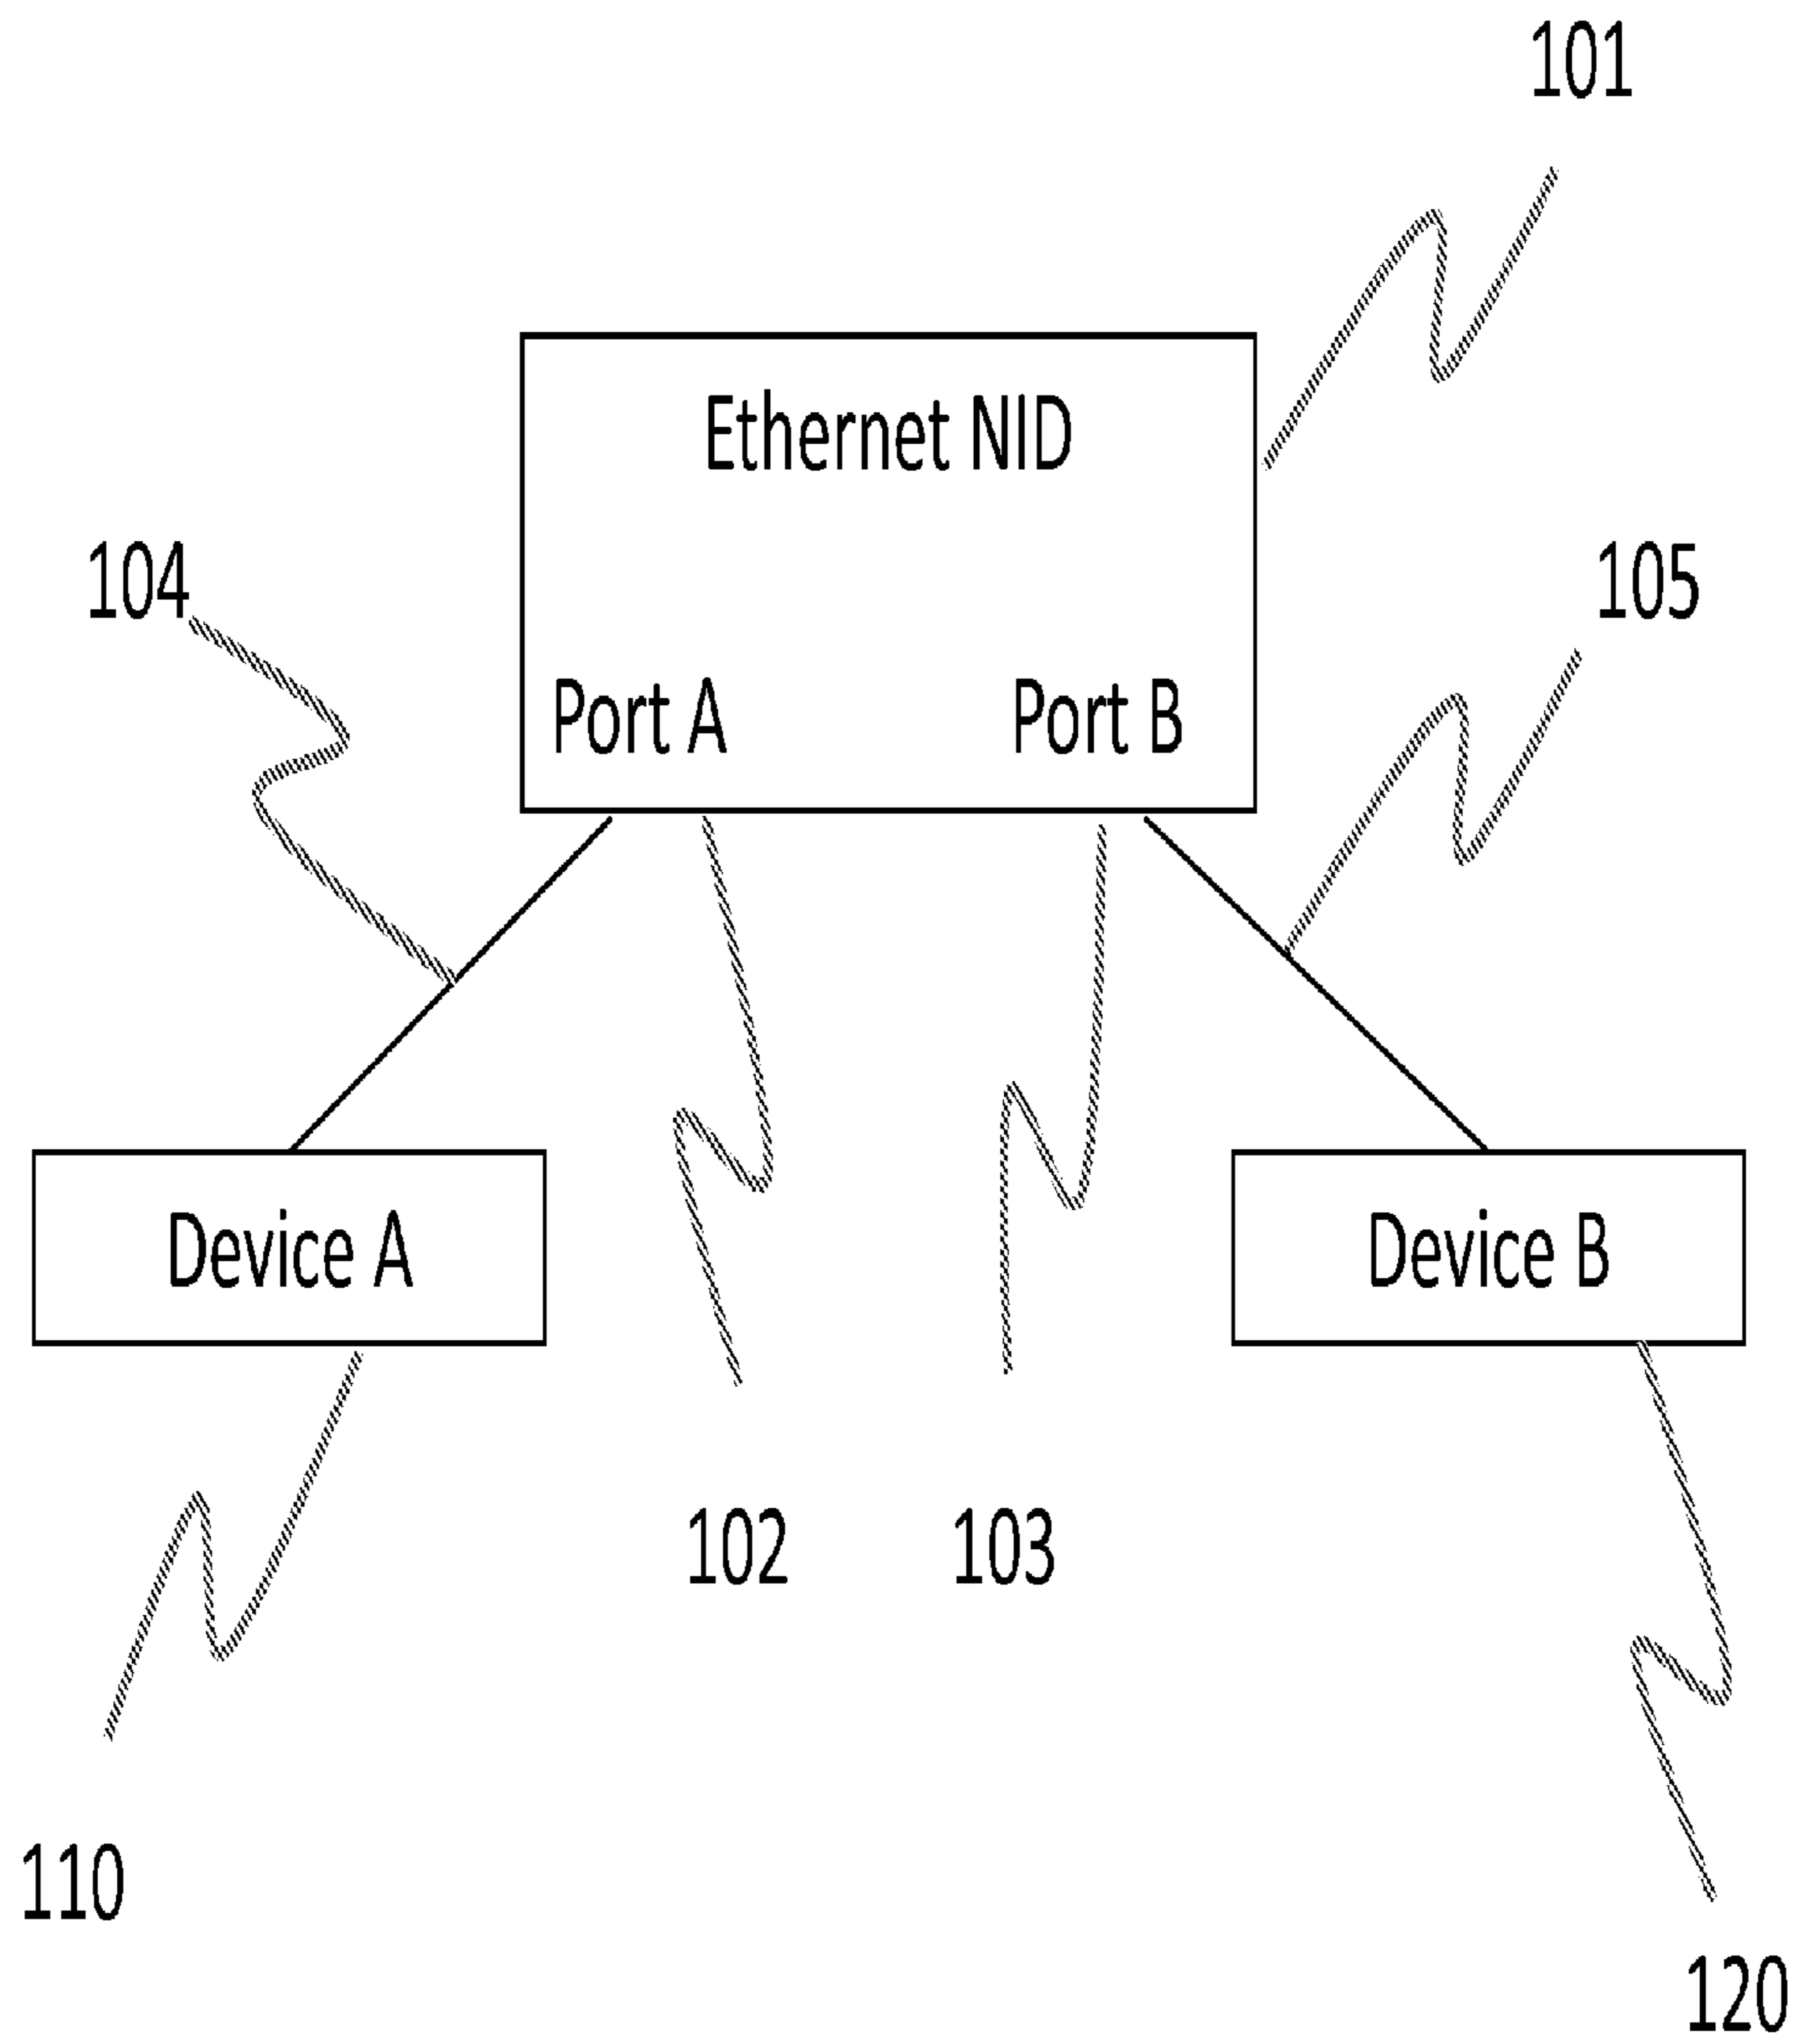 101
Ethernet NID
104
105
Port A
Port B
Device A
Device B
102
103
110
120